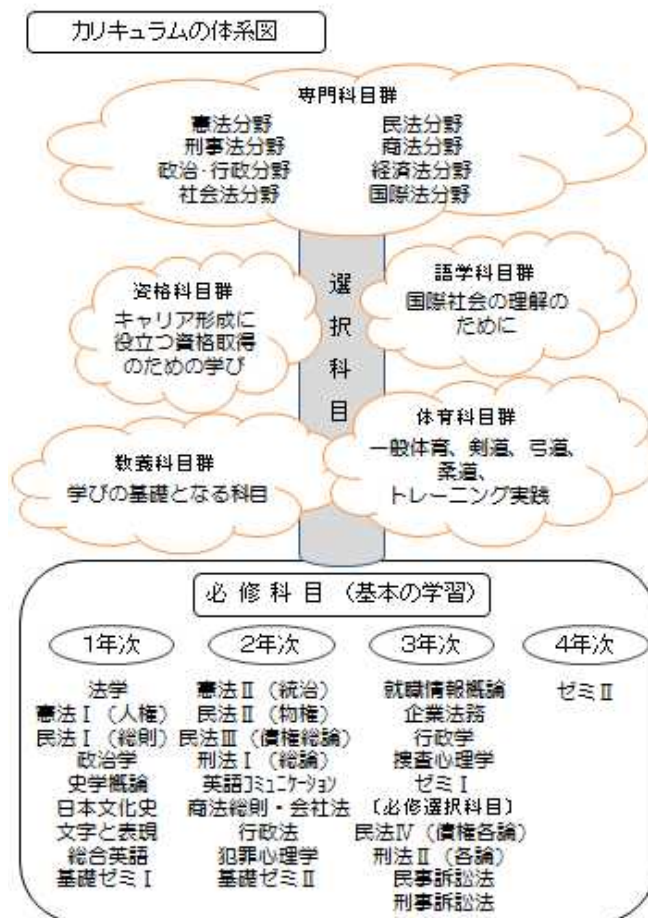 カリキュラムの体系図
専門科目群
憲法分野 民法分野
刑事法分野 商法分野
政治・行政分野 経済法分野
社会法分野 国際法分野
選択科目
資格科目群
キャリア形成に
役立つ資格取得
のための学び
語学科目群
国際社会の理解の
ために
教義科目群
学びの基礎となる科目
体育科目群
一般体育、剣道、弓道、
柔道、
トレーニング実践
必修科目（基本の学習）
1年次
法学
憲法Ⅰ（人権）
民法Ⅰ（総則）
政治学
史学概論
日本文化史
文字と表現
総合英語
基礎ゼミⅠ
2年次
憲法Ⅱ（統治）
民法Ⅱ（物権）
民法Ⅲ（債権総論）
刑法Ⅰ（総論）
英語ｺﾐｭﾆｹｰｼｮﾝ
商法総則・会社法
行政法
犯罪心理学
基礎ゼミⅡ
3年次
就職情報概論
企業法務
行政学
捜査心理学
ゼミⅠ
（必修選択科目）
民法Ⅳ（債権各論）
刑法Ⅱ（各論）
民事訴訟法
刑事訴訟法
4年次
ゼミⅡ